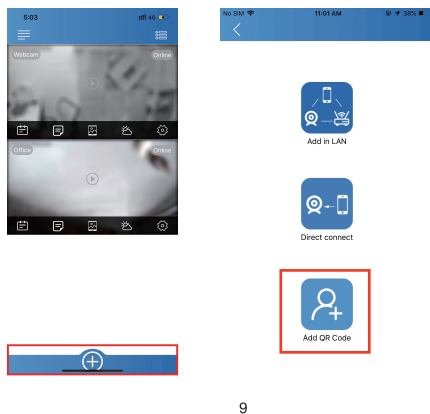 5:03
4G
Webcam
Online
Office
Online
No SIM
11:01 AM
38%
Add in LAN
Direct connect
Add QR Code
9